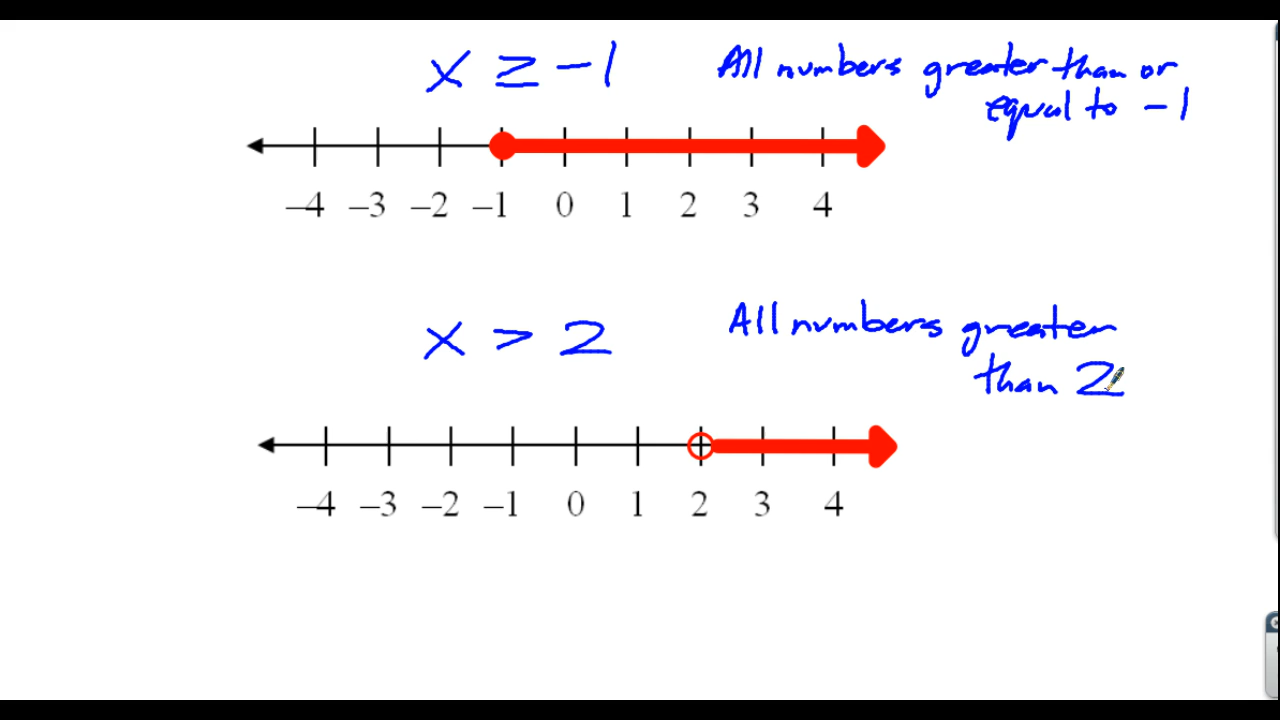 x ≥ -1
All numbers greater than or
equal to -1
–4 –3 –2 –1 0 1 2 3 4
x > 2
All numbers greater
than 2
–4 –3 –2 –1 0 1 2 3 4